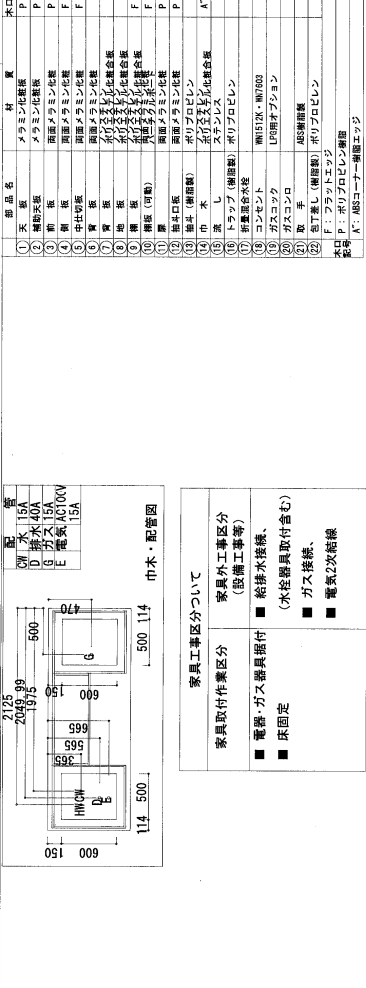 部品名 材質 木口
① 天板 メラミン化粧板 P
② 補助天板 メラミン化粧板 P
③ 前板 両面メラミン化粧 P
④ 側板 両面メラミン化粧 F
⑤ 中仕切板 両面メラミン化粧 F
⑥ 背板 両面メラミン化粧
⑦ 背板
⑧ 地板
⑨ 棚板 F
⑩ 棚板(可動) F
⑪ 扉 両面メラミン化粧 P
⑫ 抽斗口板 両面メラミン化粧 P
⑬ 抽斗(樹脂製) ポリプロピレン
⑭ 巾木
⑮ 流し ステンレス
⑯ トラップ(樹脂製) ポリプロピレン
⑰ 折畳混合水栓
⑱ コンセント WN1512K・WN7603
⑲ ガスコック LPG用オプション
⑳ ガスコンロ
㉑ 取手 ABS樹脂製
㉒ 包丁差し(樹脂製) ポリプロピレン
木口記号
F:フラットエッジ
P:ポリプロピレン樹脂
A":ABSコーナー樹脂エッジ
配管
CW 水 15A
D 排水 40A
G ガス 15A
E 電気 AC100V
15A
2125
2049.99
1975
500
470
150
600
665
565
365
HWCW
D
E
G
114 500
500 114
150
600
巾木・配管図
家具工事区分ついて
家具取付作業区分
■ 電器・ガス器具据付
■ 床固定
家具外工事区分
(設備工事等)
■ 給排水接続、
(水栓器具取付含む)
■ ガス接続、
■ 電気2次結線